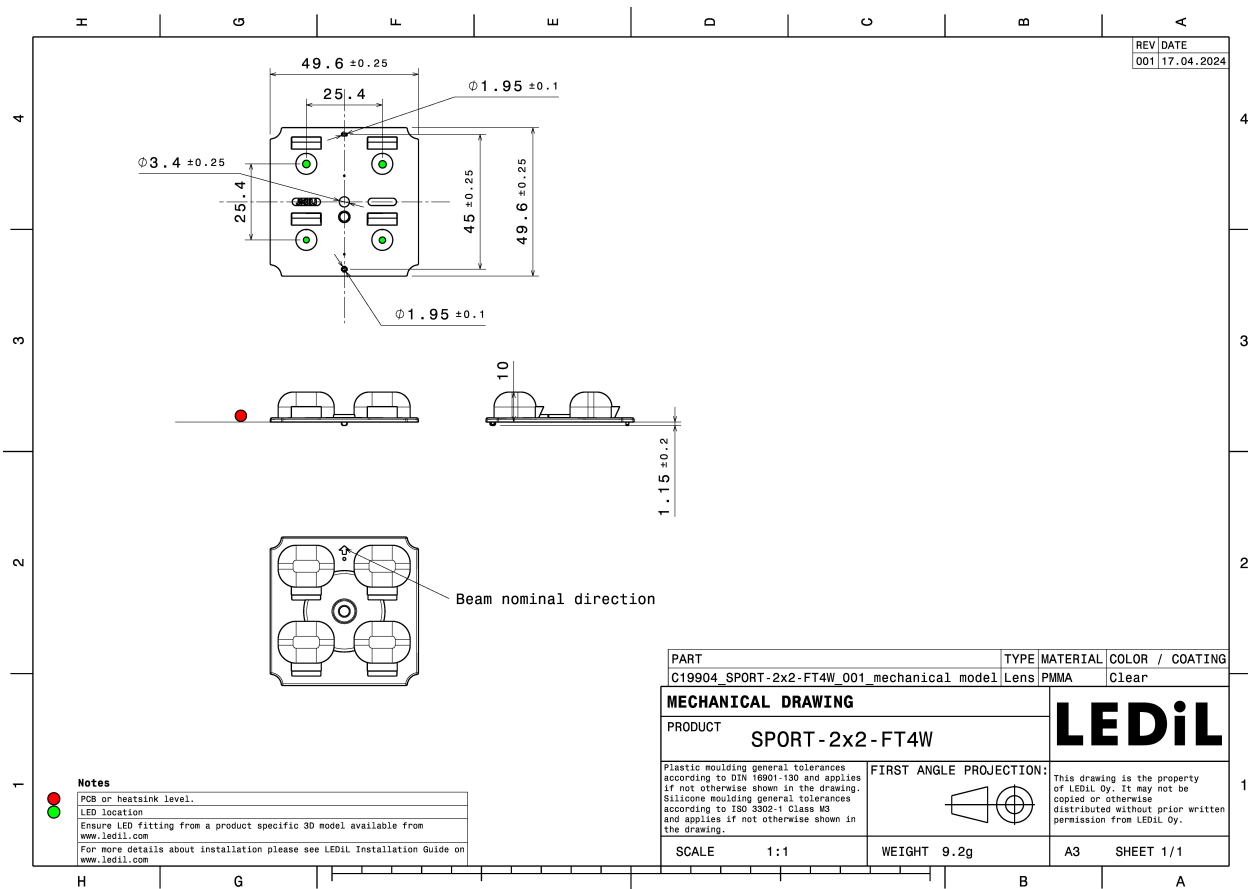 H G F E D C B A
REV DATE
001 17.04.2024
49.6 ±0.25
25.4
Ø1.95 ±0.1
4 4
Ø3.4 ±0.25
25.4
45 ±0.25
49.6 ±0.25
Ø1.95 ±0.1
3 3
10
1.15 ±0.2
2 2
Beam nominal direction
PART TYPE MATERIAL COLOR / COATING
C19904_SPORT-2x2-FT4W_001_mechanical model Lens PMMA Clear
MECHANICAL DRAWING
LEDiL
PRODUCT
SPORT-2x2-FT4W
Plastic moulding general tolerances
according to DIN 16901-130 and applies
if not otherwise shown in the drawing.
Silicone moulding general tolerances
according to ISO 3302-1 Class M3
and applies if not otherwise shown in
the drawing.
FIRST ANGLE PROJECTION:
This drawing is the property
of LEDiL Oy. It may not be
copied or otherwise
distributed without prior written
permission from LEDiL Oy.
1 1
Notes
PCB or heatsink level.
LED location
Ensure LED fitting from a product specific 3D model available from
www.ledil.com
For more details about installation please see LEDiL Installation Guide on
www.ledil.com
SCALE 1:1
WEIGHT 9.2g
A3 SHEET 1/1
H G B A